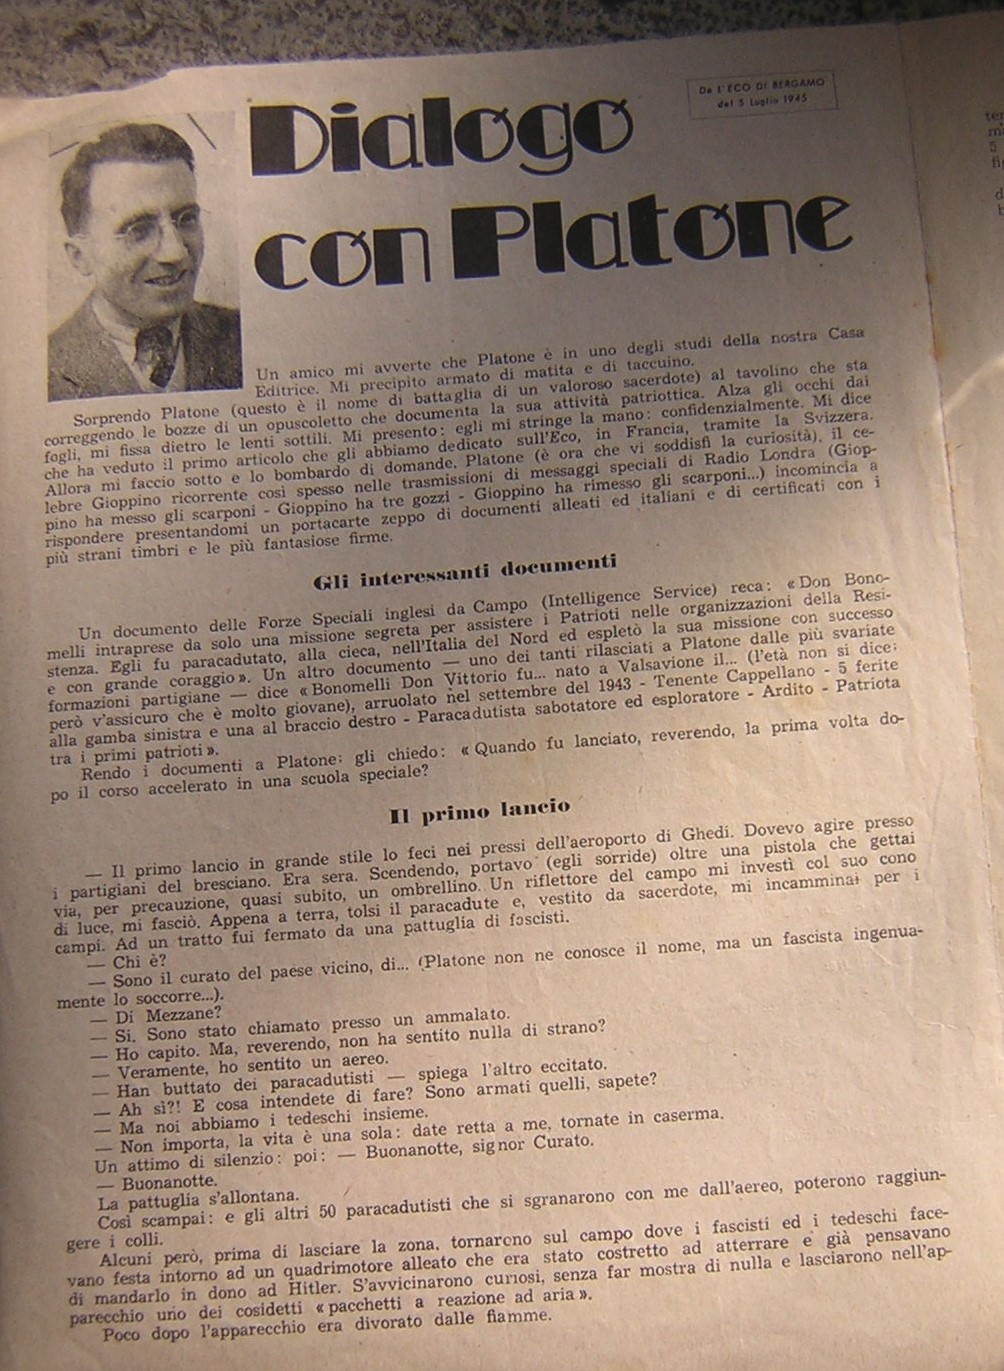 De l'ECO DI BERGAMO
del 5 Luglio 1945
Dialogo
con Platone
Un amico mi avverte che Platone è in uno degli studi della nostra Casa
Editrice. Mi precipito armato di matita e di taccuino.
Sorprendo Platone (questo è il nome di battaglia di un valoroso sacerdote) al tavolino che sta
correggendo le bozze di un opuscoletto che documenta la sua attività patriottica. Alza gli occhi dai
fogli, mi fissa dietro le lenti sottili. Mi presento: egli mi stringe la mano: confidenzialmente. Mi dice
che ha veduto il primo articolo che gli abbiamo dedicato sull'Eco, in Francia, tramite la Svizzera.
Allora mi faccio sotto e lo bombardo di domande. Platone (è ora che vi soddisfi la curiosità), il ce-
lebre Gioppino ricorrente così spesso nelle trasmissioni di messaggi speciali di Radio Londra (Giop-
pino ha messo gli scarponi - Gioppino ha tre gozzi - Gioppino ha rimesso gli scarponi...) incomincia a
rispondere presentandomi un portacarte zeppo di documenti alleati ed italiani e di certificati con i
più strani timbri e le più fantasiose firme.
Gli interessanti documenti
Un documento delle Forze Speciali inglesi da Campo (Intelligence Service) reca: « Don Bono-
melli intraprese da solo una missione segreta per assistere i Patrioti nelle organizzazioni della Resi-
stenza. Egli fu paracadutato, alla cieca, nell'Italia del Nord ed espletò la sua missione con successo
e con grande coraggio ». Un altro documento — uno dei tanti rilasciati a Platone dalle più svariate
formazioni partigiane — dice « Bonomelli Don Vittorio fu... nato a Valsavione il... (l'età non si dice;
però v'assicuro che è molto giovane), arruolato nel settembre del 1943 - Tenente Cappellano - 5 ferite
alla gamba sinistra e una al braccio destro - Paracadutista sabotatore ed esploratore - Ardito - Patriota
tra i primi patrioti ».
Rendo i documenti a Platone; gli chiedo: « Quando fu lanciato, reverendo, la prima volta do-
po il corso accelerato in una scuola speciale?
Il primo lancio
— Il primo lancio in grande stile lo feci nei pressi dell'aeroporto di Ghedi. Dovevo agire presso
i partigiani del bresciano. Era sera. Scendendo, portavo (egli sorride) oltre una pistola che gettai
via, per precauzione, quasi subito, un ombrellino. Un riflettore del campo mi investì col suo cono
di luce, mi fasciò. Appena a terra, tolsi il paracadute e, vestito da sacerdote, mi incamminai per i
campi. Ad un tratto fui fermato da una pattuglia di fascisti.
— Chi è?
— Sono il curato del paese vicino, di... (Platone non ne conosce il nome, ma un fascista ingenua-
mente lo soccorre...).
— Di Mezzane?
— Sì. Sono stato chiamato presso un ammalato.
— Ho capito. Ma, reverendo, non ha sentito nulla di strano?
— Veramente, ho sentito un aereo.
— Han buttato dei paracadutisti — spiega l'altro eccitato.
— Ah sì?! E cosa intendete di fare? Sono armati quelli, sapete?
— Ma noi abbiamo i tedeschi insieme.
— Non importa, la vita è una sola: date retta a me, tornate in caserma.
Un attimo di silenzio: poi: — Buonanotte, signor Curato.
— Buonanotte.
La pattuglia s'allontana.
Così scampai: e gli altri 50 paracadutisti che si sgranarono con me dall'aereo, poterono raggiun-
gere i colli.
Alcuni però, prima di lasciare la zona, tornarono sul campo dove i fascisti ed i tedeschi face-
vano festa intorno ad un quadrimotore alleato che era stato costretto ad atterrare e già pensavano
di mandarlo in dono ad Hitler. S'avvicinarono curiosi, senza far mostra di nulla e lasciarono nell'ap-
parecchio uno dei cosidetti « pacchetti a reazione ad aria ».
Poco dopo l'apparecchio era divorato dalle fiamme.